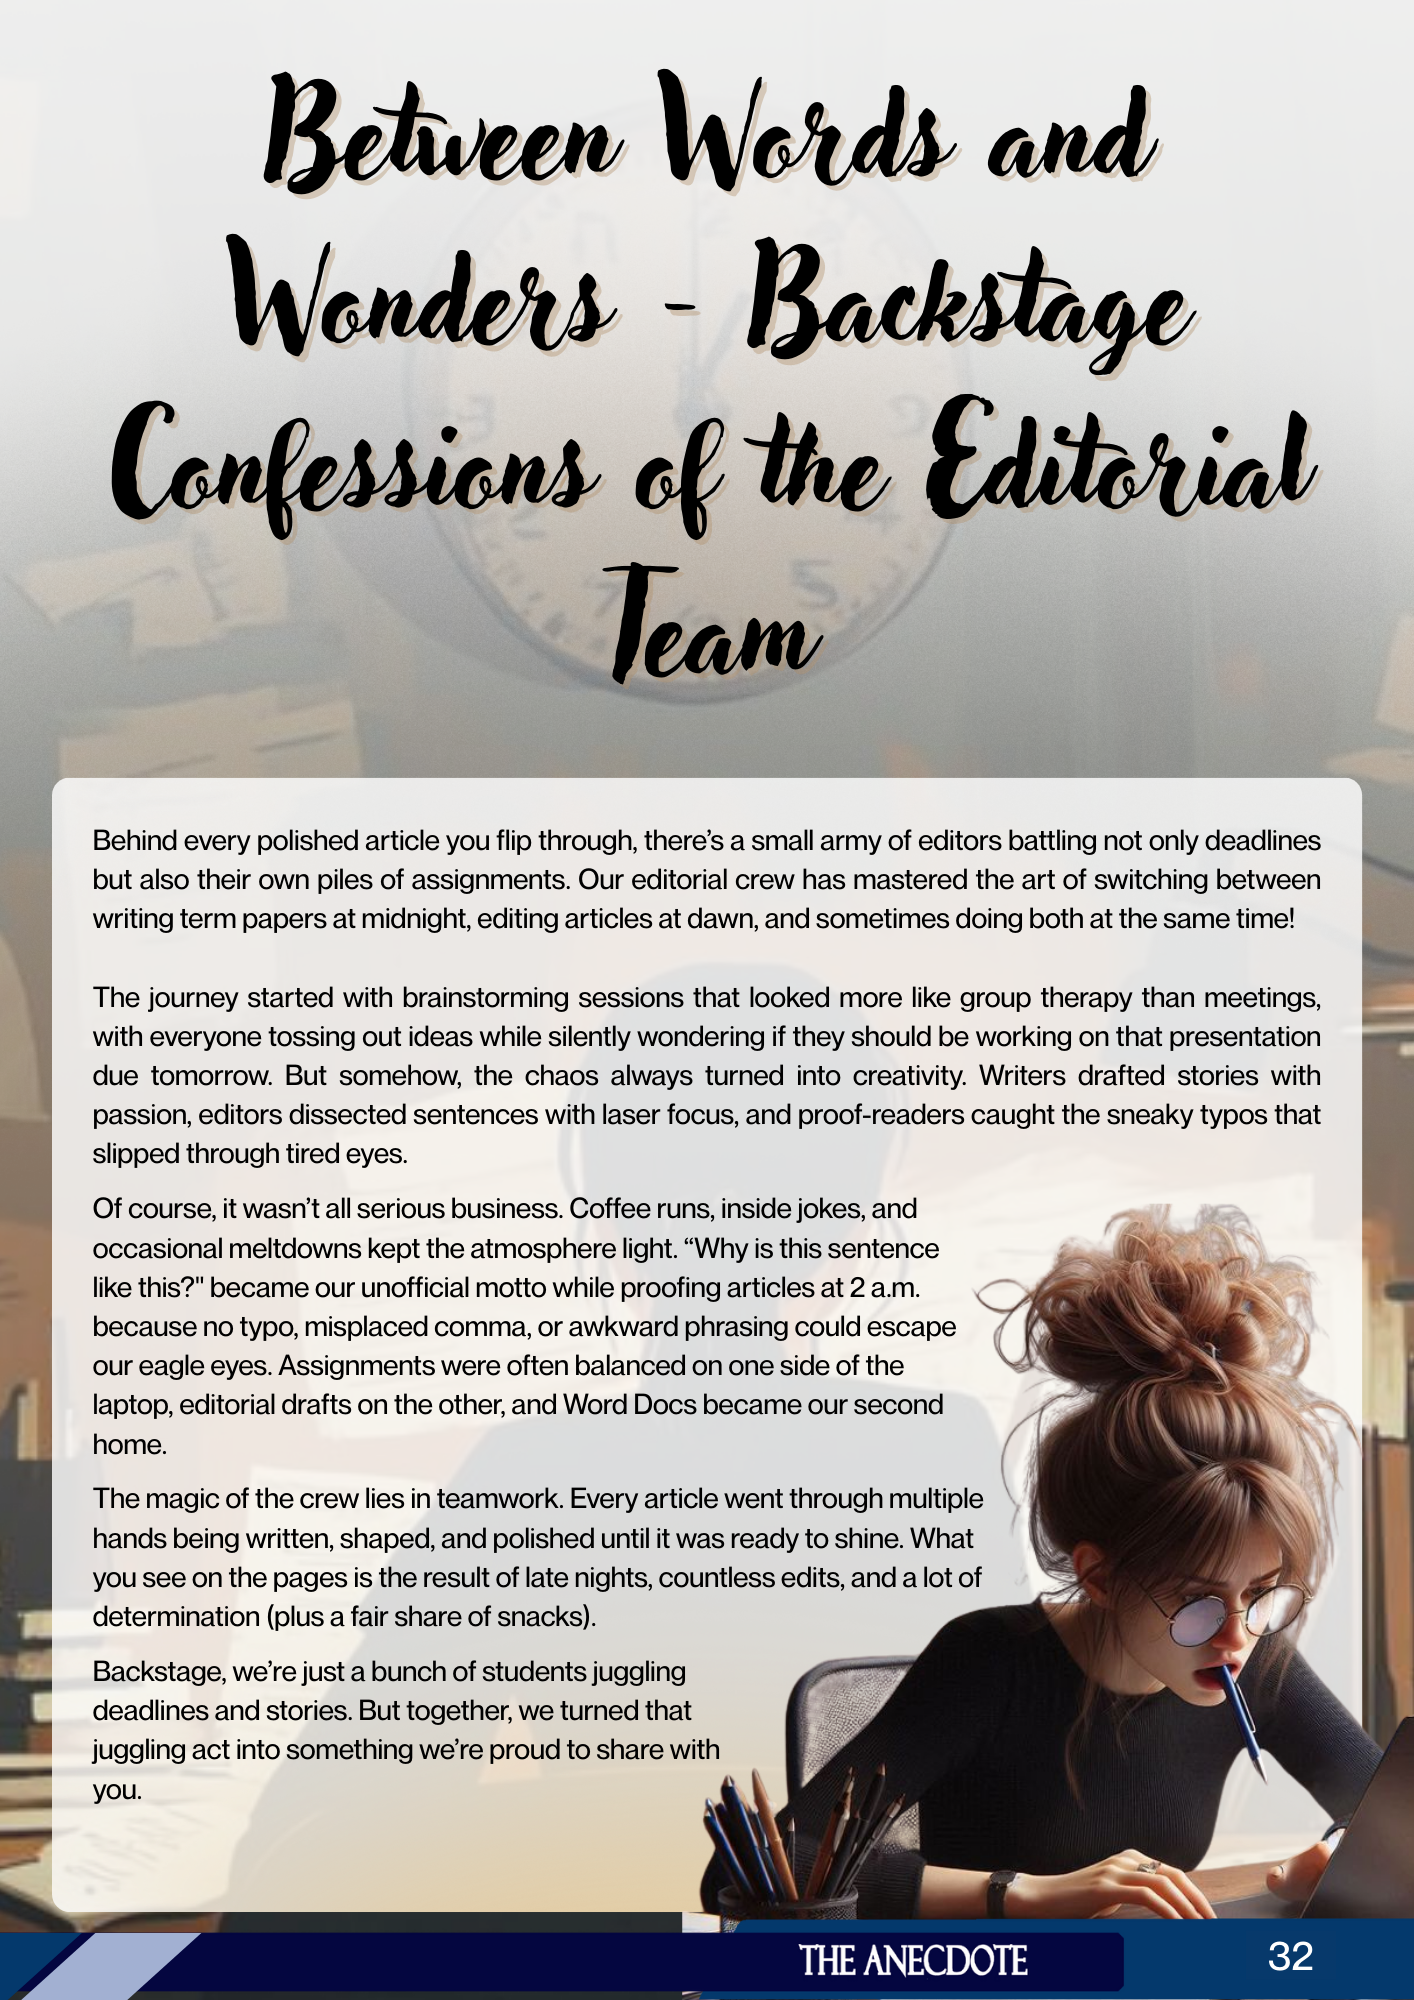 Between Words and
Wonders - Backstage
Confessions of the Editorial
Team
Behind every polished article you flip through, there’s a small army of editors battling not only deadlines
but also their own piles of assignments. Our editorial crew has mastered the art of switching between
writing term papers at midnight, editing articles at dawn, and sometimes doing both at the same time!
The journey started with brainstorming sessions that looked more like group therapy than meetings,
with everyone tossing out ideas while silently wondering if they should be working on that presentation
due tomorrow. But somehow, the chaos always turned into creativity. Writers drafted stories with
passion, editors dissected sentences with laser focus, and proof-readers caught the sneaky typos that
slipped through tired eyes.
Of course, it wasn’t all serious business. Coffee runs, inside jokes, and
occasional meltdowns kept the atmosphere light. “Why is this sentence
like this?" became our unofficial motto while proofing articles at 2 a.m.
because no typo, misplaced comma, or awkward phrasing could escape
our eagle eyes. Assignments were often balanced on one side of the
laptop, editorial drafts on the other, and Word Docs became our second
home.
The magic of the crew lies in teamwork. Every article went through multiple
hands being written, shaped, and polished until it was ready to shine. What
you see on the pages is the result of late nights, countless edits, and a lot of
determination (plus a fair share of snacks).
Backstage, we’re just a bunch of students juggling
deadlines and stories. But together, we turned that
juggling act into something we’re proud to share with
you.
THE ANECDOTE
32